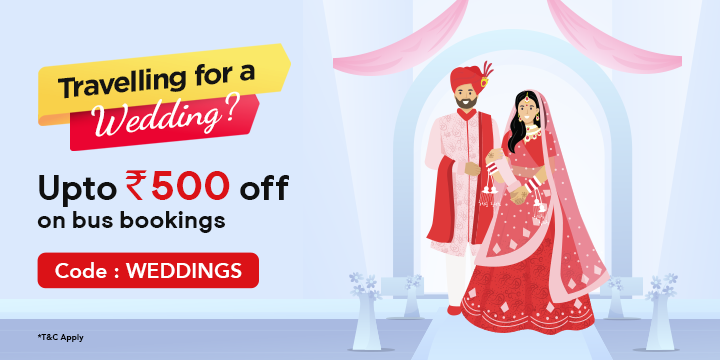 Travelling for a
Wedding?
Upto ₹500 off
on bus bookings
Code : WEDDINGS
*T&C Apply